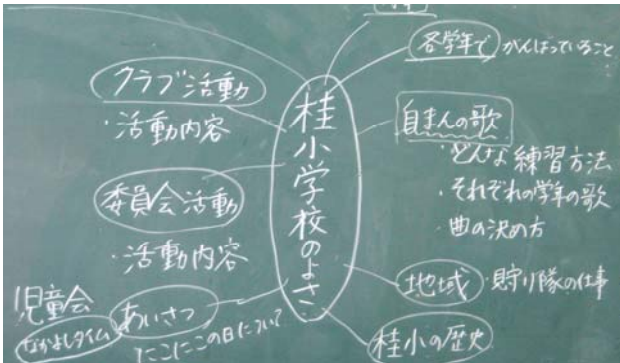 各学年で がんばっていること
クラブ活動
・活動内容
桂小学校のよさ
自まんの歌
・どんな練習方法
・それぞれの学年の歌
・曲の決め方
委員会活動
・活動内容
地域・見守り隊の仕事
児童会
なかよしタイム
あいさつ
にこにこの日について
桂小の歴史